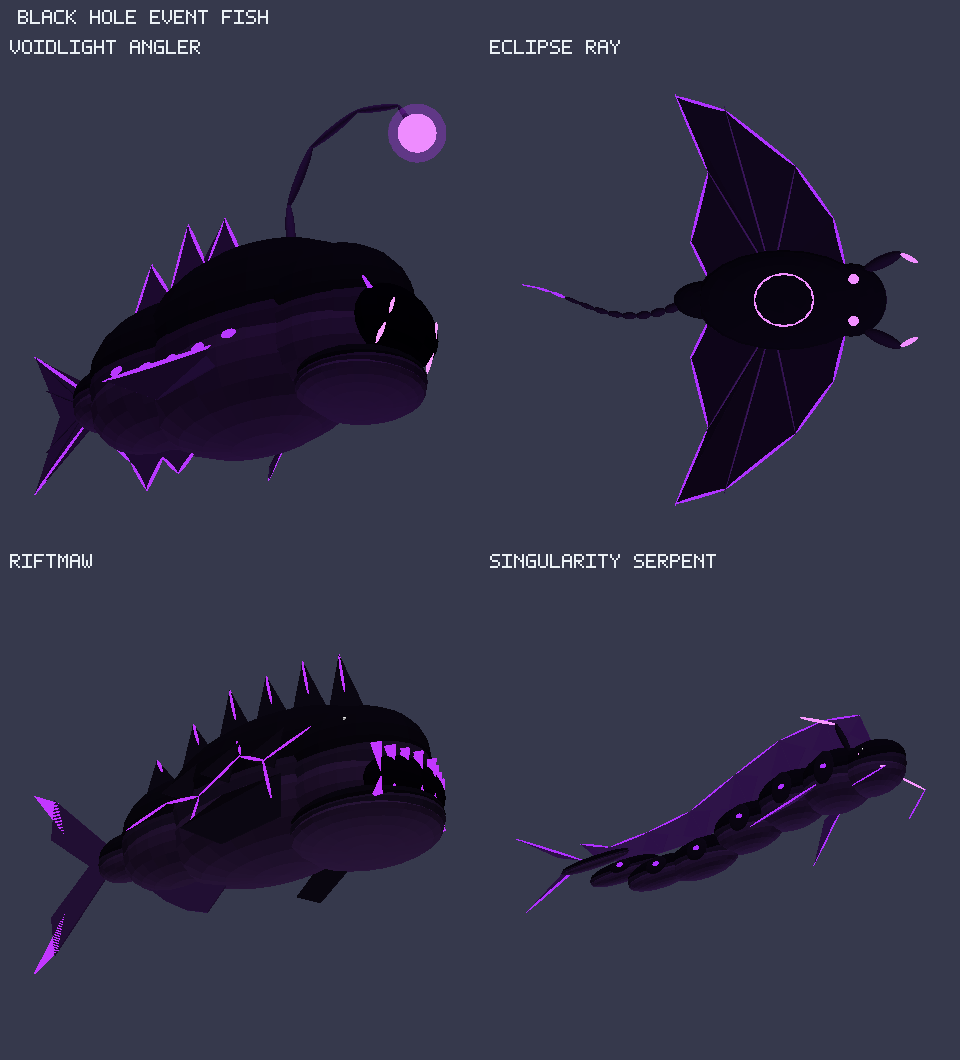 BLACK HOLE EVENT FISH
VOIDLIGHT ANGLER
ECLIPSE RAY
RIFTMAW
SINGULARITY SERPENT